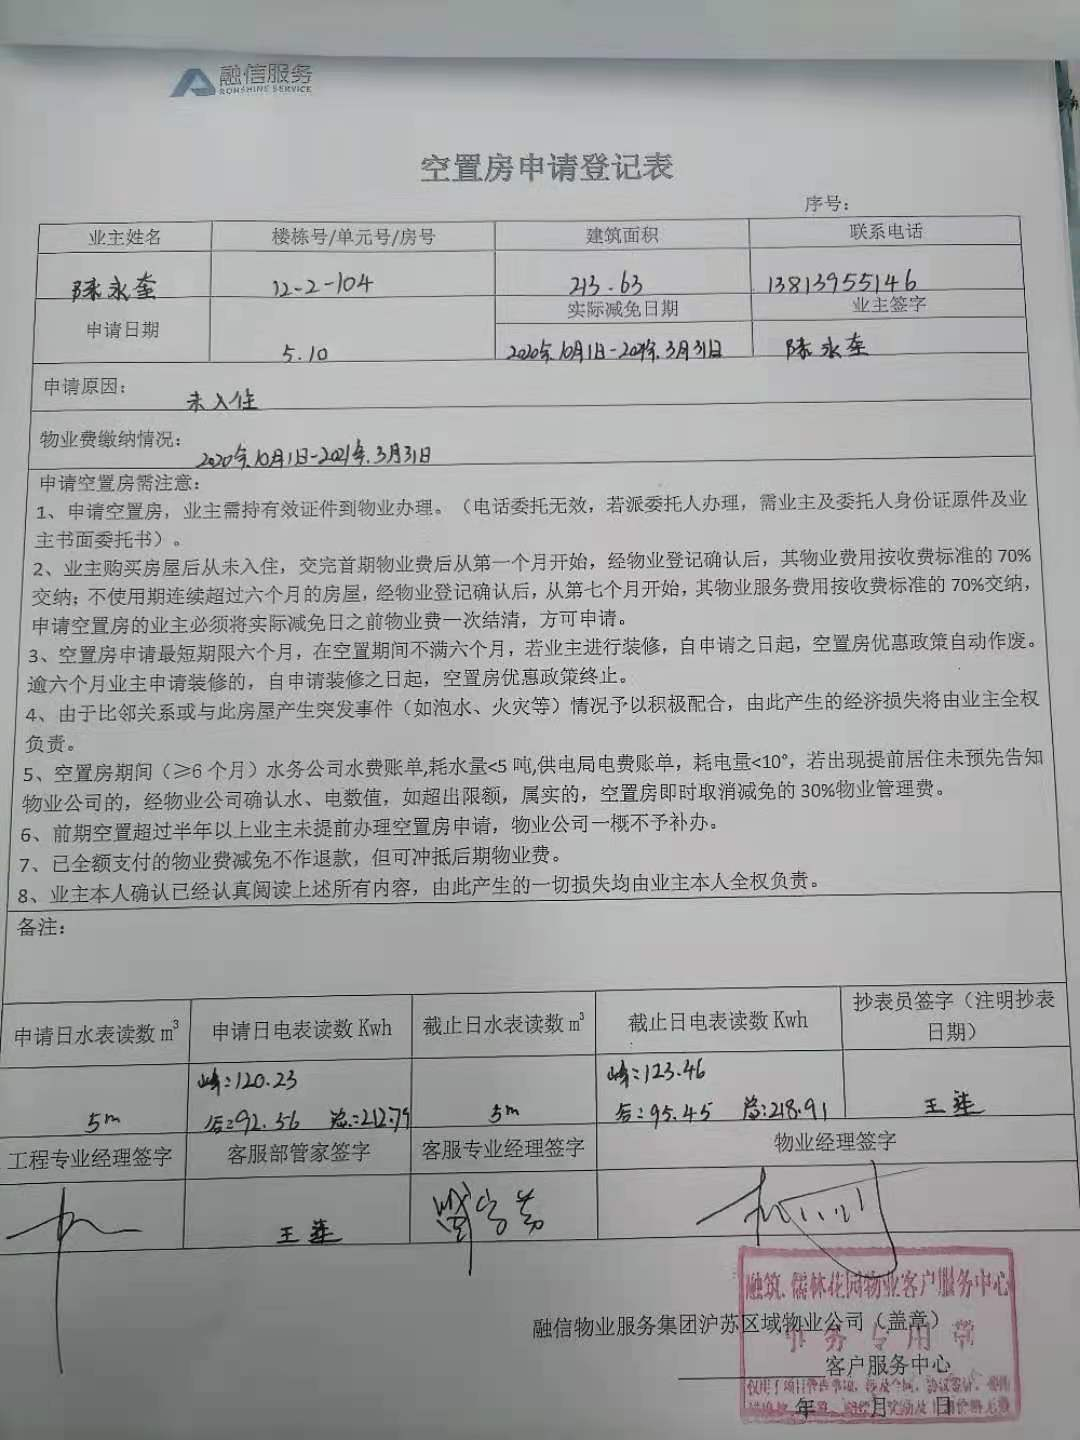 融信服务
RONSHINE SERVICE
空置房申请登记表
序号：
业主姓名 楼栋号/单元号/房号 建筑面积 联系电话
陈永奎 12-2-104 213.63 13813955146
申请日期 5.10 实际减免日期 业主签字
2020年.10月1日-2021年.3月31日 陈永奎
申请原因： 未入住
物业费缴纳情况： 2020年.10月1日-2021年.3月31日
申请空置房需注意：
1、申请空置房，业主需持有效证件到物业办理。（电话委托无效，若派委托人办理，需业主及委托人身份证原件及业
主书面委托书）。
2、业主购买房屋后从未入住，交完首期物业费后从第一个月开始，经物业登记确认后，其物业费用按收费标准的70%
交纳；不使用期连续超过六个月的房屋，经物业登记确认后，从第七个月开始，其物业服务费用按收费标准的70%交纳，
申请空置房的业主必须将实际减免日之前物业费一次结清，方可申请。
3、空置房申请最短期限六个月，在空置期间不满六个月，若业主进行装修，自申请之日起，空置房优惠政策自动作废。
逾六个月业主申请装修的，自申请装修之日起，空置房优惠政策终止。
4、由于比邻关系或与此房屋产生突发事件（如泡水、火灾等）情况予以积极配合，由此产生的经济损失将由业主全权
负责。
5、空置房期间（≥6个月）水务公司水费账单,耗水量<5吨,供电局电费账单，耗电量<10°，若出现提前居住未预先告知
物业公司的，经物业公司确认水、电数值，如超出限额，属实的，空置房即时取消减免的30%物业管理费。
6、前期空置超过半年以上业主未提前办理空置房申请，物业公司一概不予补办。
7、已全额支付的物业费减免不作退款，但可冲抵后期物业费。
8、业主本人确认已经认真阅读上述所有内容，由此产生的一切损失均由业主本人全权负责。
备注：
申请日水表读数m³ 申请日电表读数Kwh 截止日水表读数m³ 截止日电表读数Kwh 抄表员签字（注明抄表
日期）
峰：120.23 峰：123.46
5m 谷：92.56 总：212.79 5m 谷：95.45 总：218.91 王莲
工程专业经理签字 客服部管家签字 客服专业经理签字 物业经理签字
王莲
融筑.儒林花园物业客户服务中心
融信物业服务集团沪苏区域物业公司（盖章）
事务专用章
客户服务中心
年 月 日